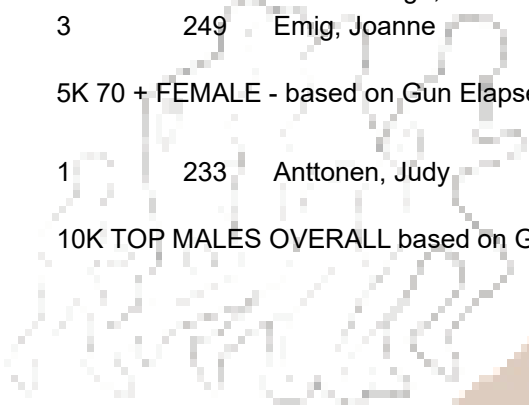 3 249 Emig, Joanne
5K 70 + FEMALE - based on Gun Elaps
1 233 Anttonen, Judy
10K TOP MALES OVERALL based on G